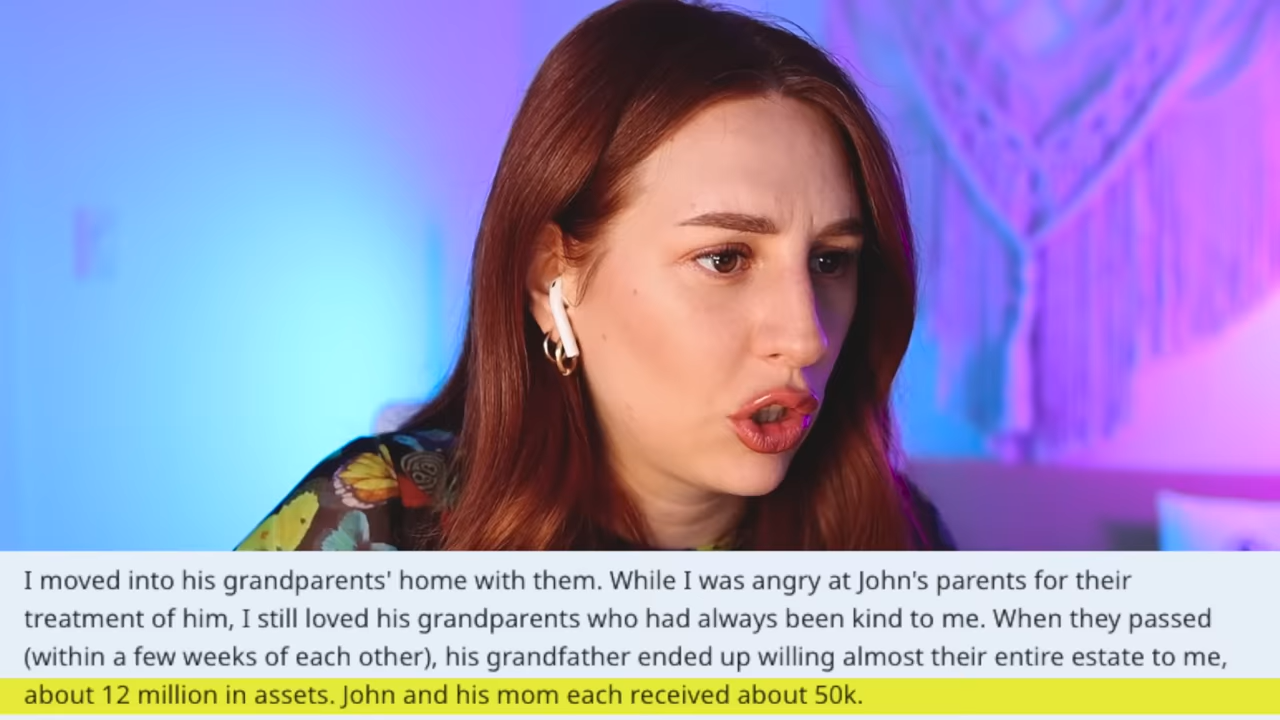 I moved into his grandparents' home with them. While I was angry at John's parents for their
treatment of him, I still loved his grandparents who had always been kind to me. When they passed
(within a few weeks of each other), his grandfather ended up willing almost their entire estate to me,
about 12 million in assets. John and his mom each received about 50k.